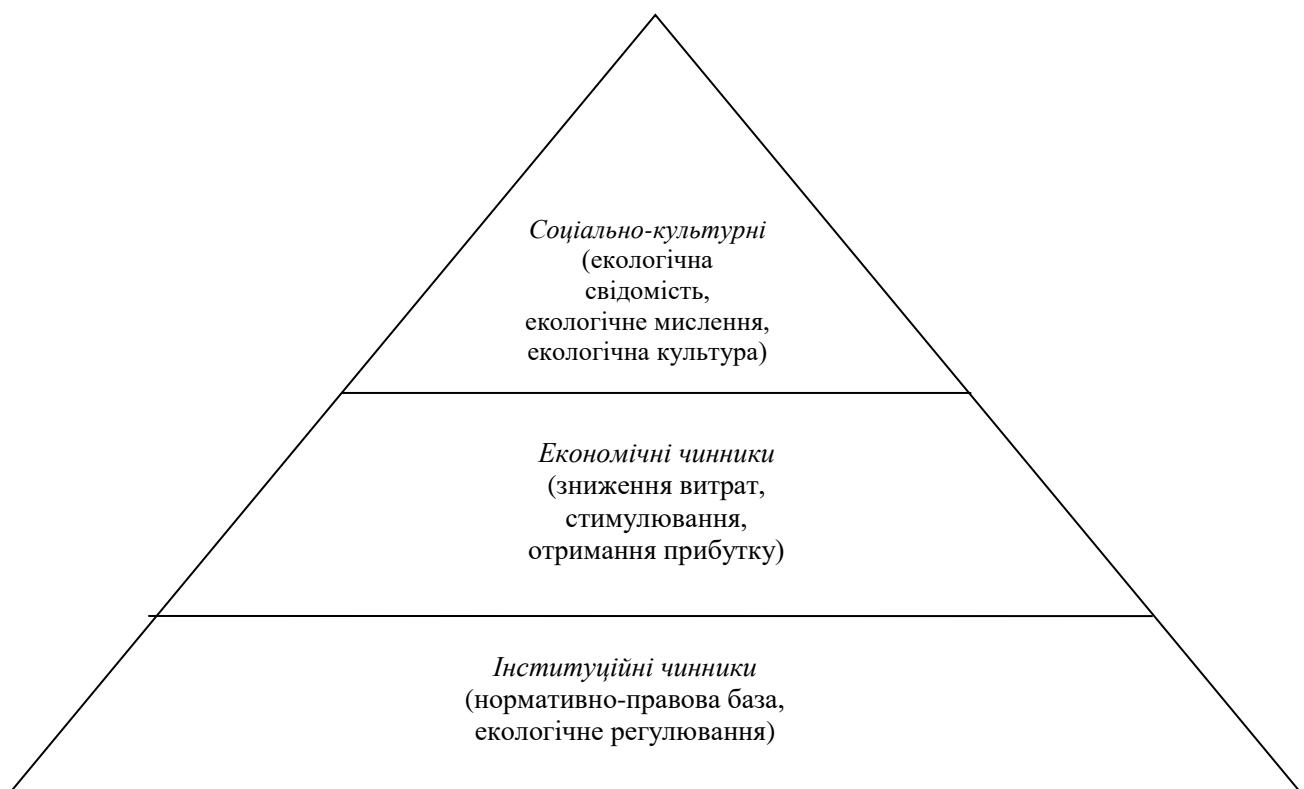 Соціально-культурні
(екологічна
свідомість,
екологічне мислення,
екологічна культура)
Економічні чинники
(зниження витрат,
стимулювання,
отримання прибутку)
Інституційні чинники
(нормативно-правова база,
екологічне регулювання)